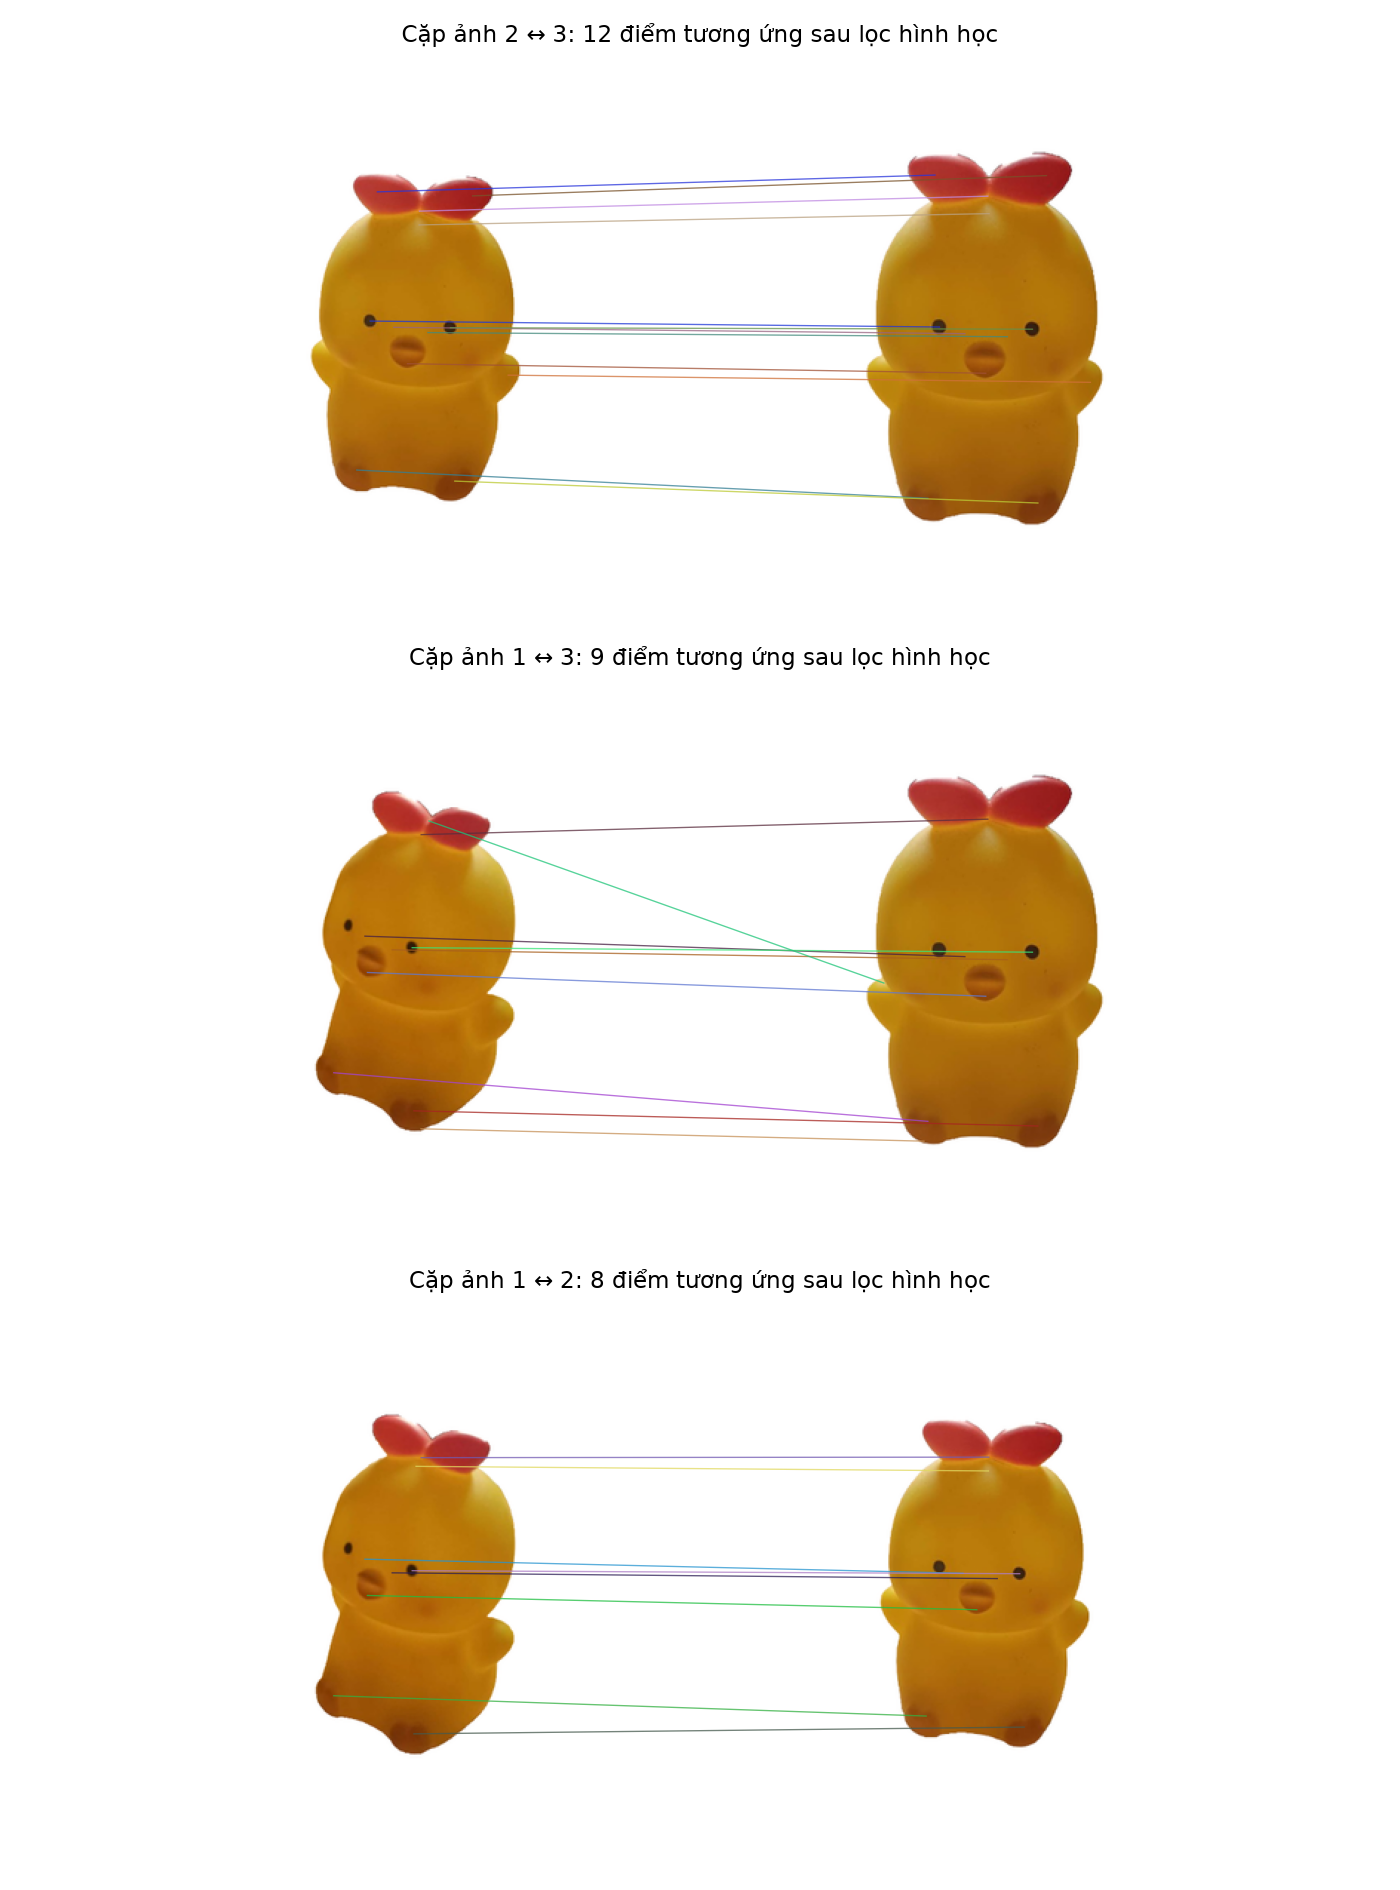 Cặp ảnh 2 ↔ 3: 12 điểm tương ứng sau lọc hình học
Cặp ảnh 1 ↔ 3: 9 điểm tương ứng sau lọc hình học
Cặp ảnh 1 ↔ 2: 8 điểm tương ứng sau lọc hình học